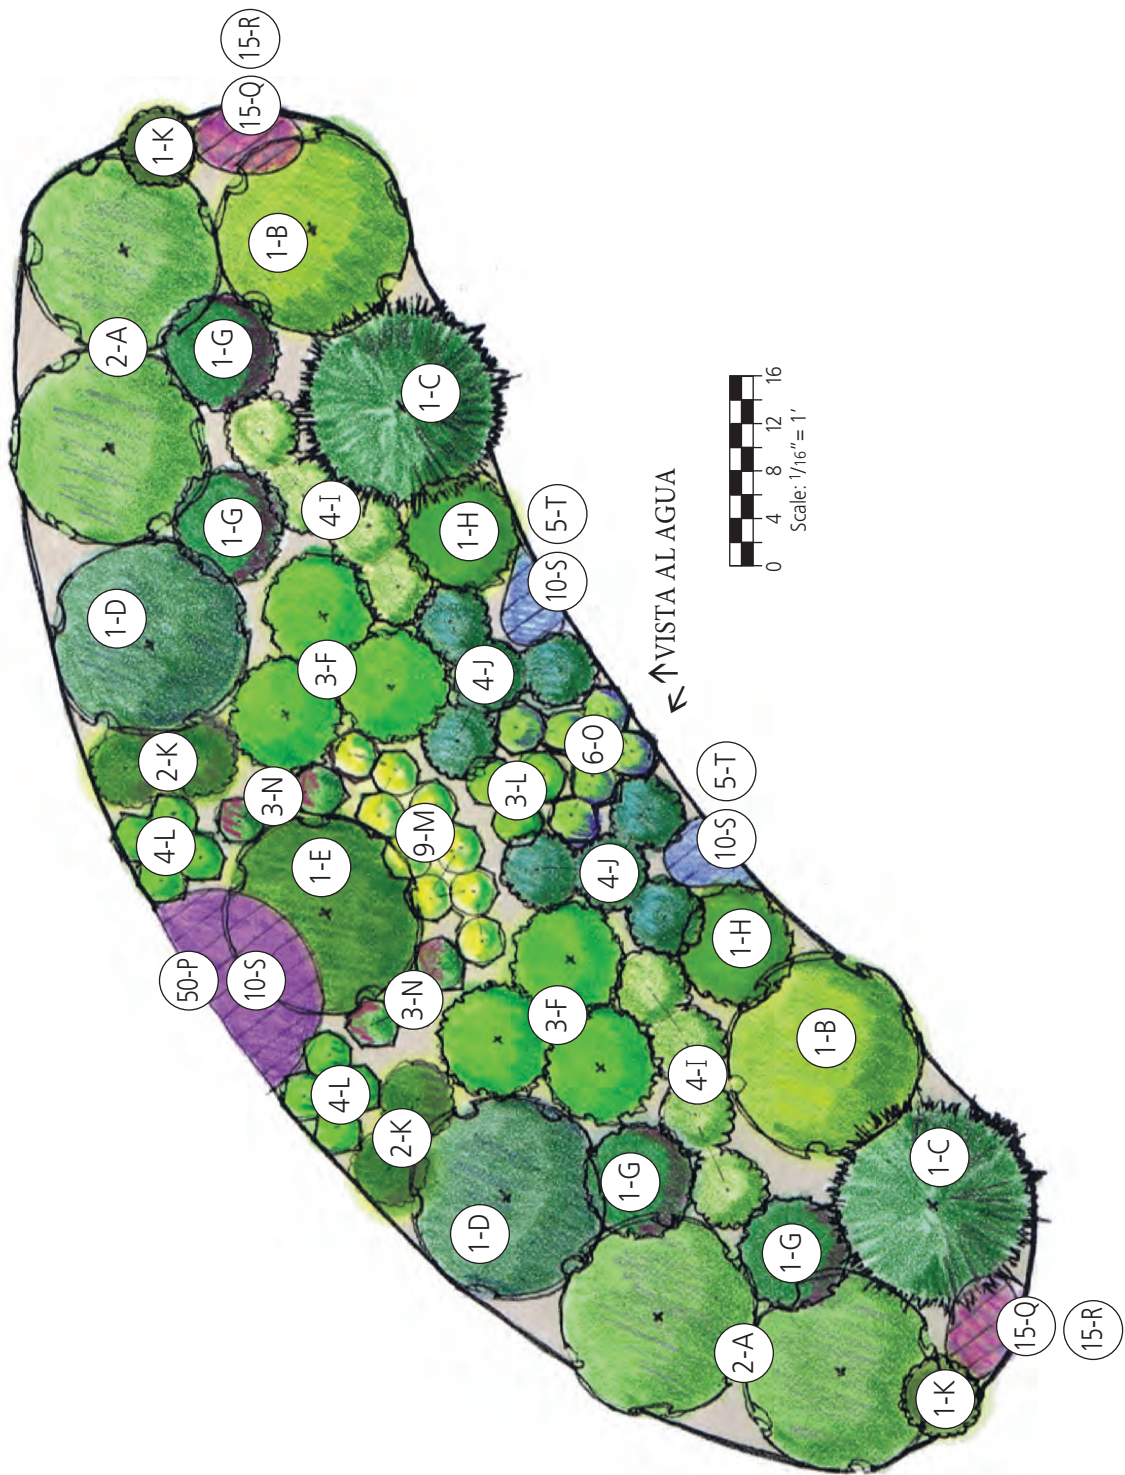 2-A
1-D
1-K
4-L
2-K
50-P
1-G
1-G
15-Q
15-R
10-S
3-N
1-B
1-E
3-F
4-I
4-L
2-K
3-N
9-M
1-C
1-H
1-D
4-J
3-L
10-S
5-T
3-F
6-O
4-J
1-G
VISTA AL AGUA
4-I
10-S
5-T
1-H
2-A
0 4 8 12 16
1-G
Scale: 1/16" = 1'
1-B
1-C
1-K
15-Q
15-R